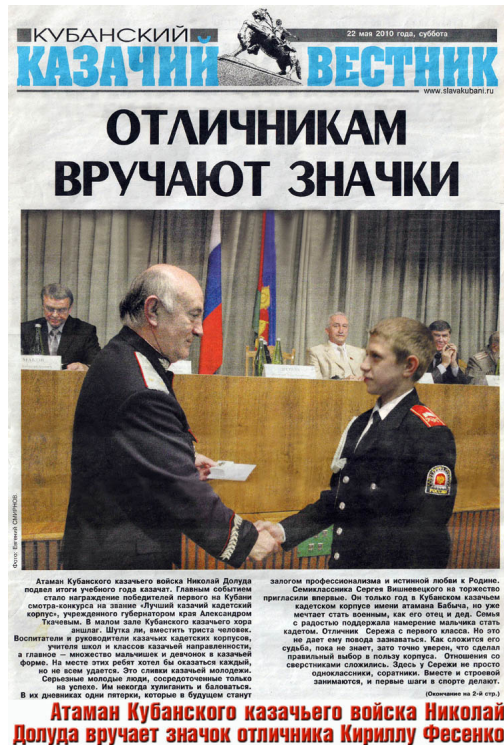 КУБАНСКИЙ
22 мая 2010 года, суббота
КАЗАЧИЙ ВЕСТНИК
www.slavakubani.ru
ОТЛИЧНИКАМ
ВРУЧАЮТ ЗНАЧКИ
Фото: Евгений СМИРНОВ.
Атаман Кубанского казачьего войска Николай Долуда
подвел итоги учебного года казачат. Главным событием
стало награждение победителей первого на Кубани
смотра-конкурса на звание «Лучший казачий кадетский
корпус», учрежденного губернатором края Александром
Ткачевым. В малом зале Кубанского казачьего хора
аншлаг. Шутка ли, вместить триста человек.
Воспитатели и руководители казачьих кадетских корпусов,
учителя школ и классов казачьей направленности,
а главное — множество мальчишек и девчонок в казачьей
форме. На месте этих ребят хотел бы оказаться каждый,
но не всем удается. Это сливки казачьей молодежи.
Серьезные молодые люди, сосредоточенные только
на успехе. Им некогда хулиганить и баловаться.
В их дневниках одни пятерки, которые в будущем станут
залогом профессионализма и истинной любви к Родине.
Семиклассника Сергея Вишневецкого на торжество
пригласили впервые. Он только год в Кубанском казачьем
кадетском корпусе имени атамана Бабыча, но уже
мечтает стать военным, как его отец и дед. Семья
с радостью поддержала намерение мальчика стать
кадетом. Отличник Сережа с первого класса. Но это
не дает ему повода зазнаваться. Как сложится его
судьба, пока не знает, зато точно уверен, что сделал
правильный выбор в пользу корпуса. Отношения со
сверстниками сложились. Здесь у Сережи не просто
одноклассники, соратники. Вместе и строевой
занимаются, и первые шаги в спорте делают.
(Окончание на 2-й стр.)
Атаман Кубанского казачьего войска Николай
Долуда вручает значок отличника Кириллу Фесенко